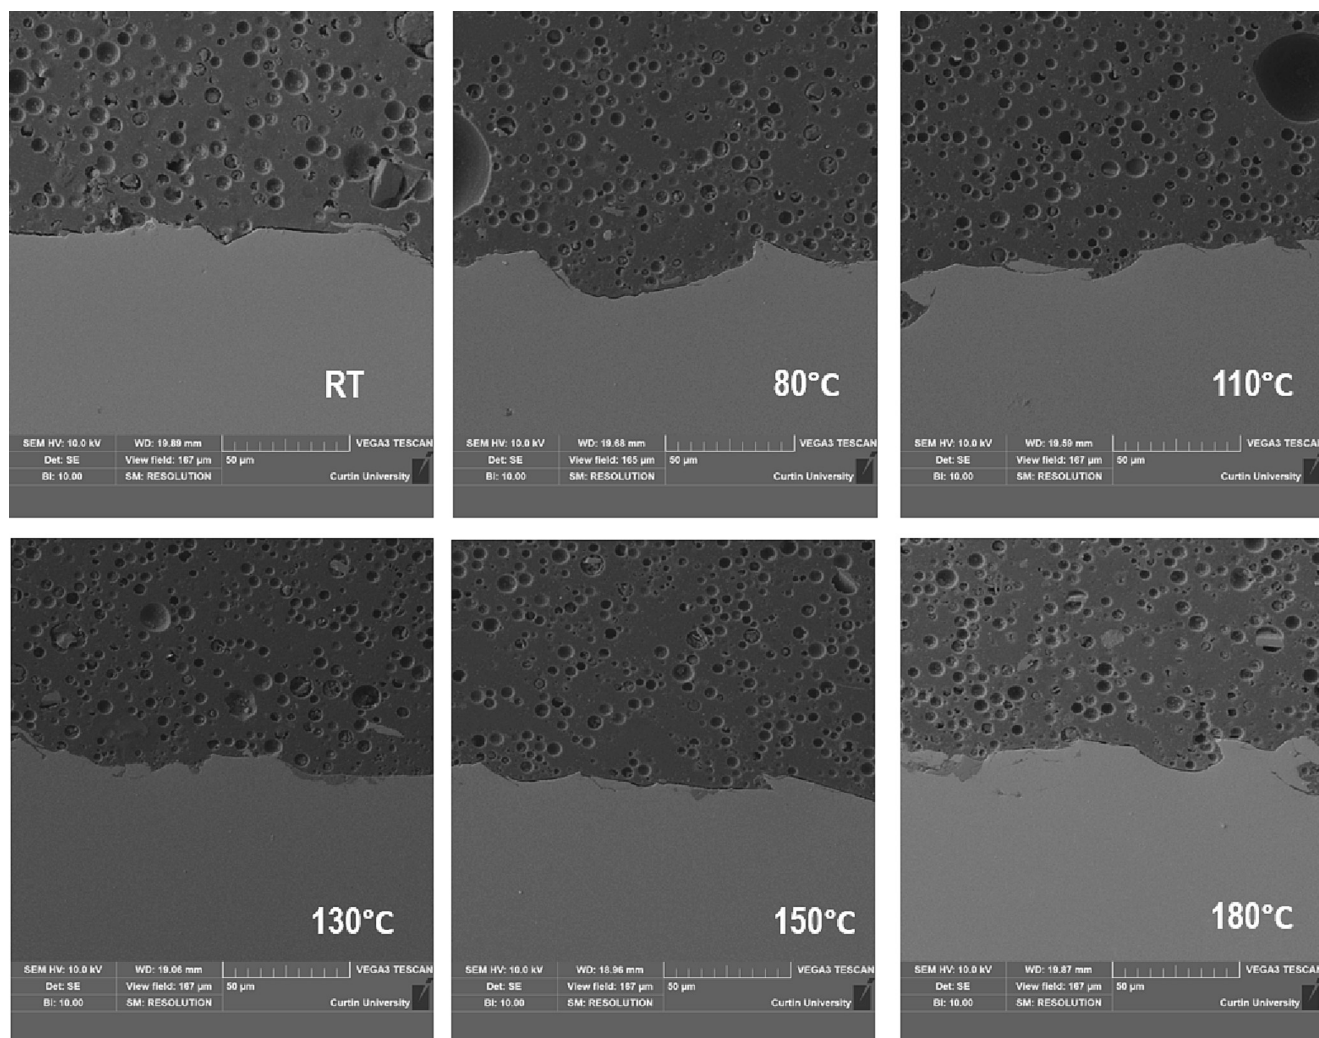 RT
SEM HV: 10.0 kV WD: 19.89 mm VEGA3 TESCAN
Det: SE View field: 167 µm 50 µm
BI: 10.00 SM: RESOLUTION Curtin University
80°C
SEM HV: 10.0 kV WD: 19.68 mm VEGA3 TESCAN
Det: SE View field: 165 µm 50 µm
BI: 10.00 SM: RESOLUTION Curtin University
110°C
SEM HV: 10.0 kV WD: 19.59 mm VEGA3 TESCAN
Det: SE View field: 167 µm 50 µm
BI: 10.00 SM: RESOLUTION Curtin University
130°C
SEM HV: 10.0 kV WD: 19.06 mm VEGA3 TESCAN
Det: SE View field: 167 µm 50 µm
BI: 10.00 SM: RESOLUTION Curtin University
150°C
SEM HV: 10.0 kV WD: 18.96 mm VEGA3 TESCAN
Det: SE View field: 167 µm 50 µm
BI: 10.00 SM: RESOLUTION Curtin University
180°C
SEM HV: 10.0 kV WD: 19.87 mm VEGA3 TESCAN
Det: SE View field: 167 µm 50 µm
BI: 10.00 SM: RESOLUTION Curtin University